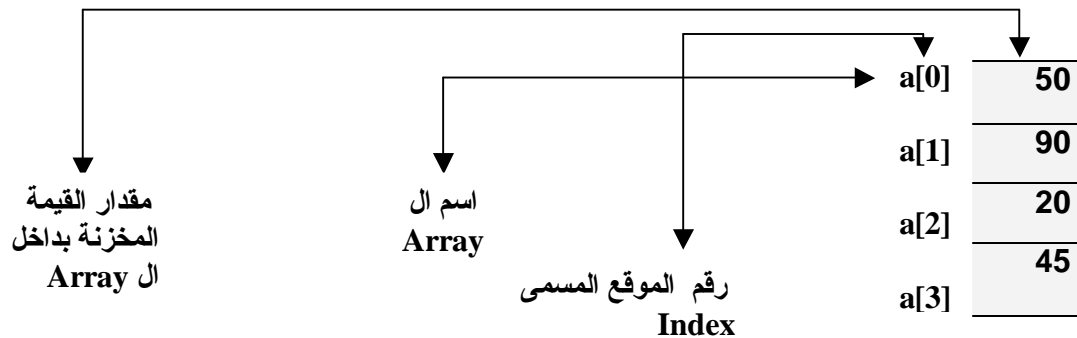 a[0] 50
a[1] 90
a[2] 20
a[3] 45
اسم ال
Array
رقم الموقع المسمى
Index
مقدار القيمة
المخزنة بداخل
ال Array